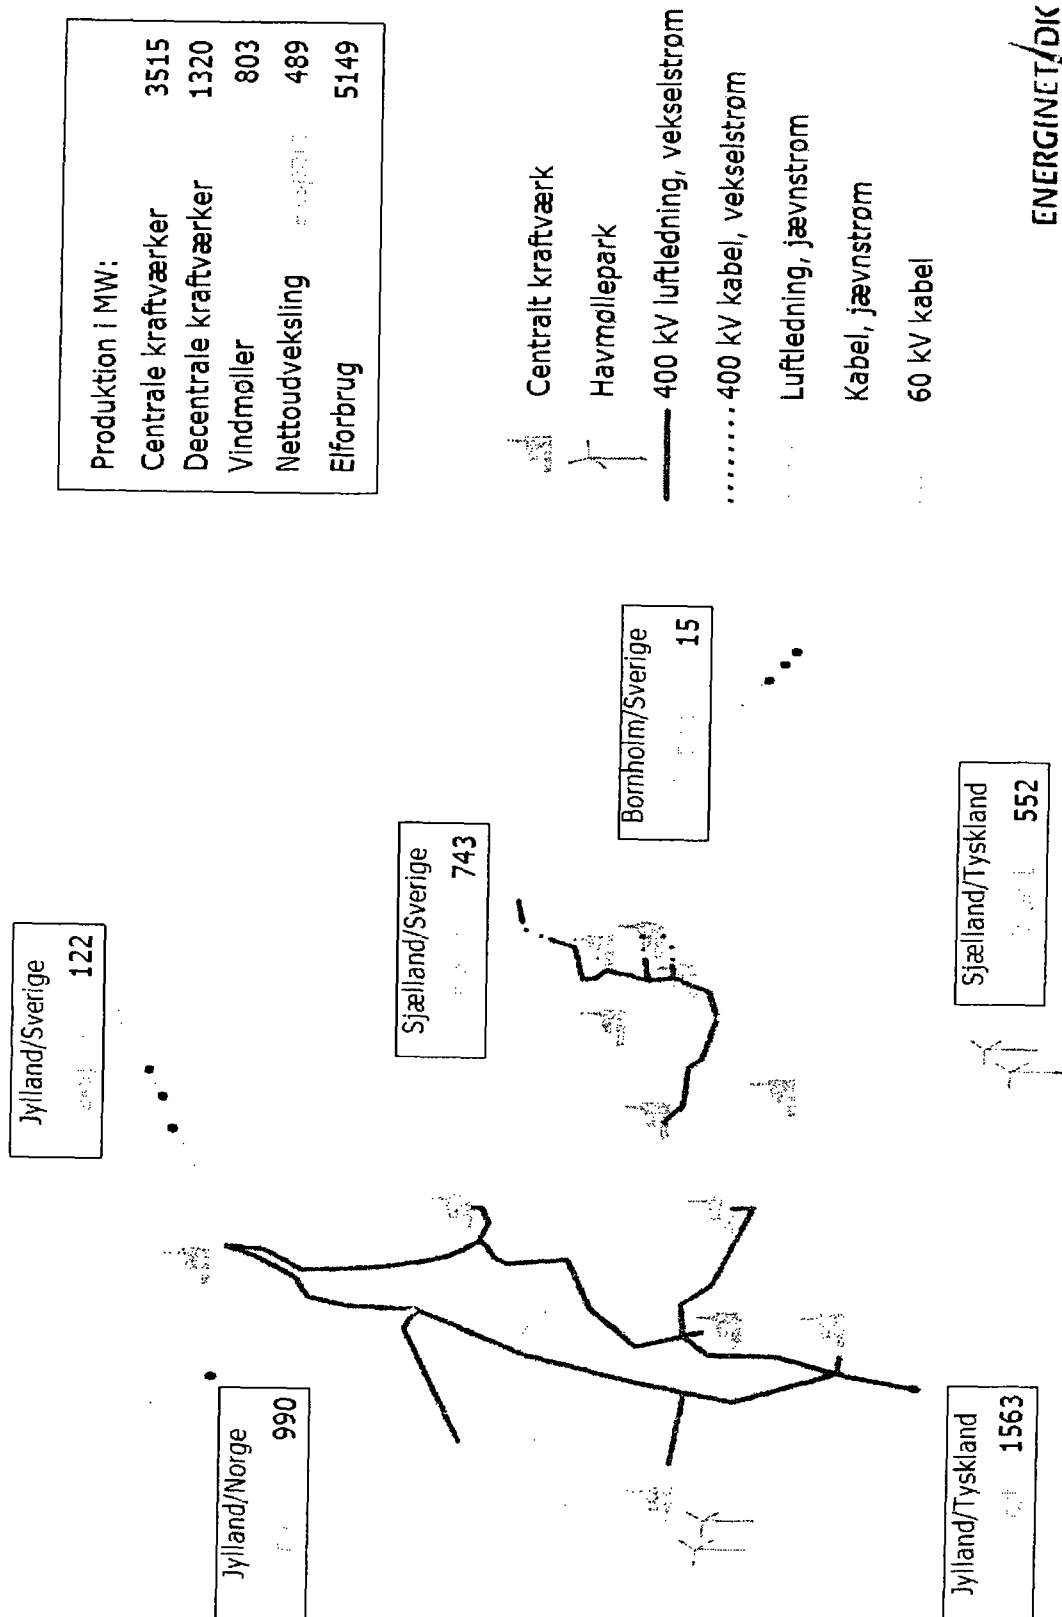 Produktion i MW:
Centrale kraftværker 3515
Decentrale kraftværker 1320
Vindmøller 803
Nettoudveksling 489
Elforbrug 5149
Jylland/Sverige
122
Jylland/Norge
990
Sjælland/Sverige
743
Bornholm/Sverige
15
Sjælland/Tyskland
552
Jylland/Tyskland
1563
Centralt kraftværk
Havmøllepark
400 kV luftledning, vekselstrøm
400 kV kabel, vekselstrøm
Luftledning, jævnstrøm
Kabel, jævnstrøm
60 kV kabel
ENERGINET/DK